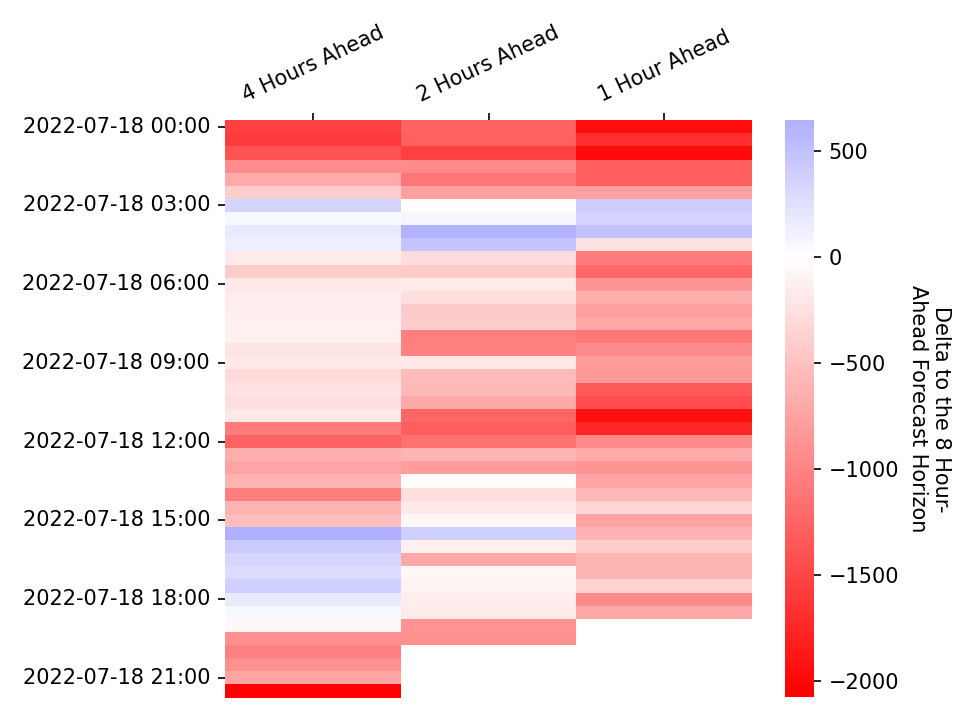 4 Hours Ahead
2 Hours Ahead
1 Hour Ahead
2022-07-18 00:00
2022-07-18 03:00
2022-07-18 06:00
2022-07-18 09:00
2022-07-18 12:00
2022-07-18 15:00
2022-07-18 18:00
2022-07-18 21:00
500
0
−500
−1000
−1500
−2000
Delta to the 8 Hour-
Ahead Forecast Horizon